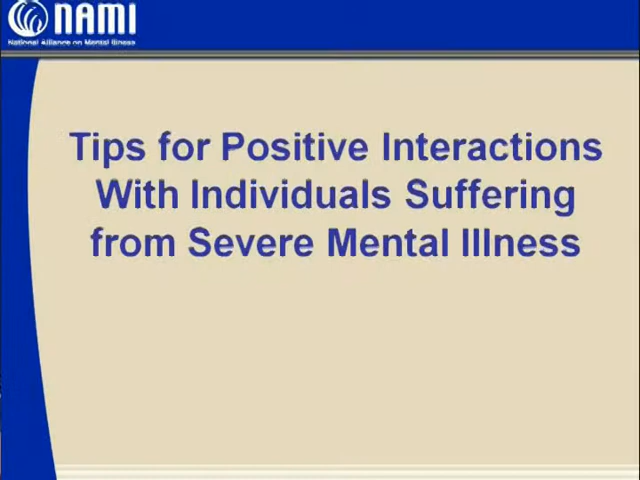 NAMI
National Alliance on Mental Illness
Tips for Positive Interactions
With Individuals Suffering
from Severe Mental Illness